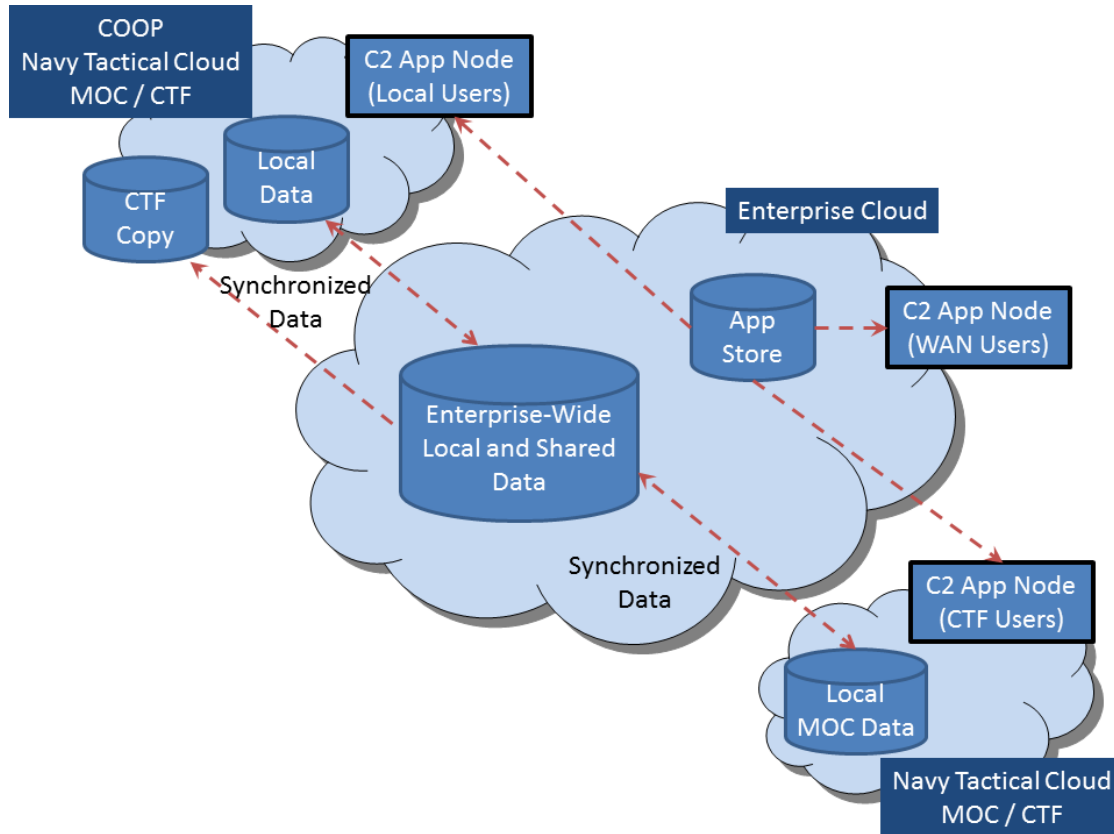 COOP
Navy Tactical Cloud
MOC / CTF
C2 App Node
(Local Users)
Local
Data
CTF
Copy
Synchronized
Data
Enterprise Cloud
App
Store
C2 App Node
(WAN Users)
Enterprise-Wide
Local and Shared
Data
Synchronized
Data
C2 App Node
(CTF Users)
Local
MOC Data
Navy Tactical Cloud
MOC / CTF